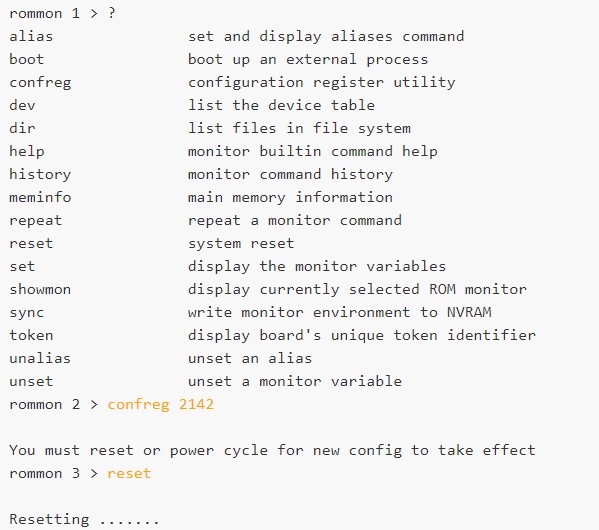 rommon 1 > ?
alias set and display aliases command
boot boot up an external process
confreg configuration register utility
dev list the device table
dir list files in file system
help monitor builtin command help
history monitor command history
meminfo main memory information
repeat repeat a monitor command
reset system reset
set display the monitor variables
showmon display currently selected ROM monitor
sync write monitor environment to NVRAM
token display board's unique token identifier
unalias unset an alias
unset unset a monitor variable
rommon 2 > confreg 2142
You must reset or power cycle for new config to take effect
rommon 3 > reset
Resetting .......